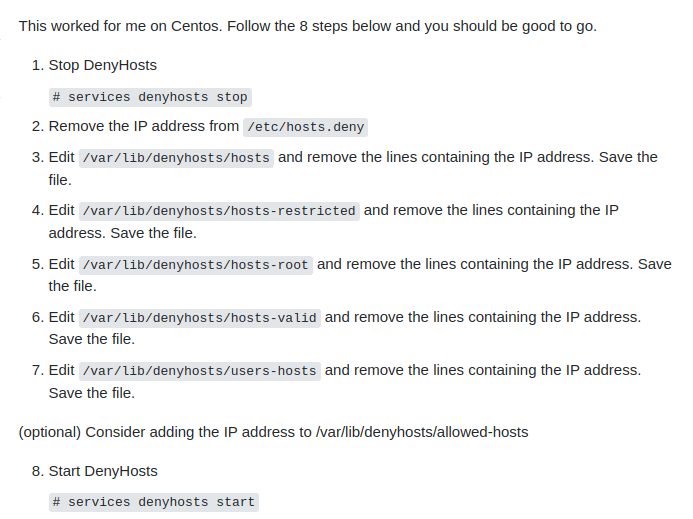 This worked for me on Centos. Follow the 8 steps below and you should be good to go.
1. Stop DenyHosts
# services denyhosts stop
2. Remove the IP address from /etc/hosts.deny
3. Edit /var/lib/denyhosts/hosts and remove the lines containing the IP address. Save the
file.
4. Edit /var/lib/denyhosts/hosts-restricted and remove the lines containing the IP
address. Save the file.
5. Edit /var/lib/denyhosts/hosts-root and remove the lines containing the IP address. Save
the file.
6. Edit /var/lib/denyhosts/hosts-valid and remove the lines containing the IP address.
Save the file.
7. Edit /var/lib/denyhosts/users-hosts and remove the lines containing the IP address.
Save the file.
(optional) Consider adding the IP address to /var/lib/denyhosts/allowed-hosts
8. Start DenyHosts
# services denyhosts start